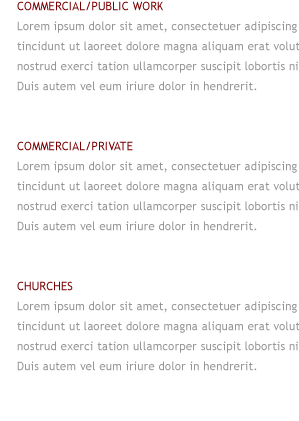 COMMERCIAL/PUBLIC WORK
Lorem ipsum dolor sit amet, consectetuer adipiscing
tincidunt ut laoreet dolore magna aliquam erat volut
nostrud exerci tation ullamcorper suscipit lobortis ni
Duis autem vel eum iriure dolor in hendrerit.
COMMERCIAL/PRIVATE
Lorem ipsum dolor sit amet, consectetuer adipiscing
tincidunt ut laoreet dolore magna aliquam erat volut
nostrud exerci tation ullamcorper suscipit lobortis ni
Duis autem vel eum iriure dolor in hendrerit.
CHURCHES
Lorem ipsum dolor sit amet, consectetuer adipiscing
tincidunt ut laoreet dolore magna aliquam erat volut
nostrud exerci tation ullamcorper suscipit lobortis ni
Duis autem vel eum iriure dolor in hendrerit.